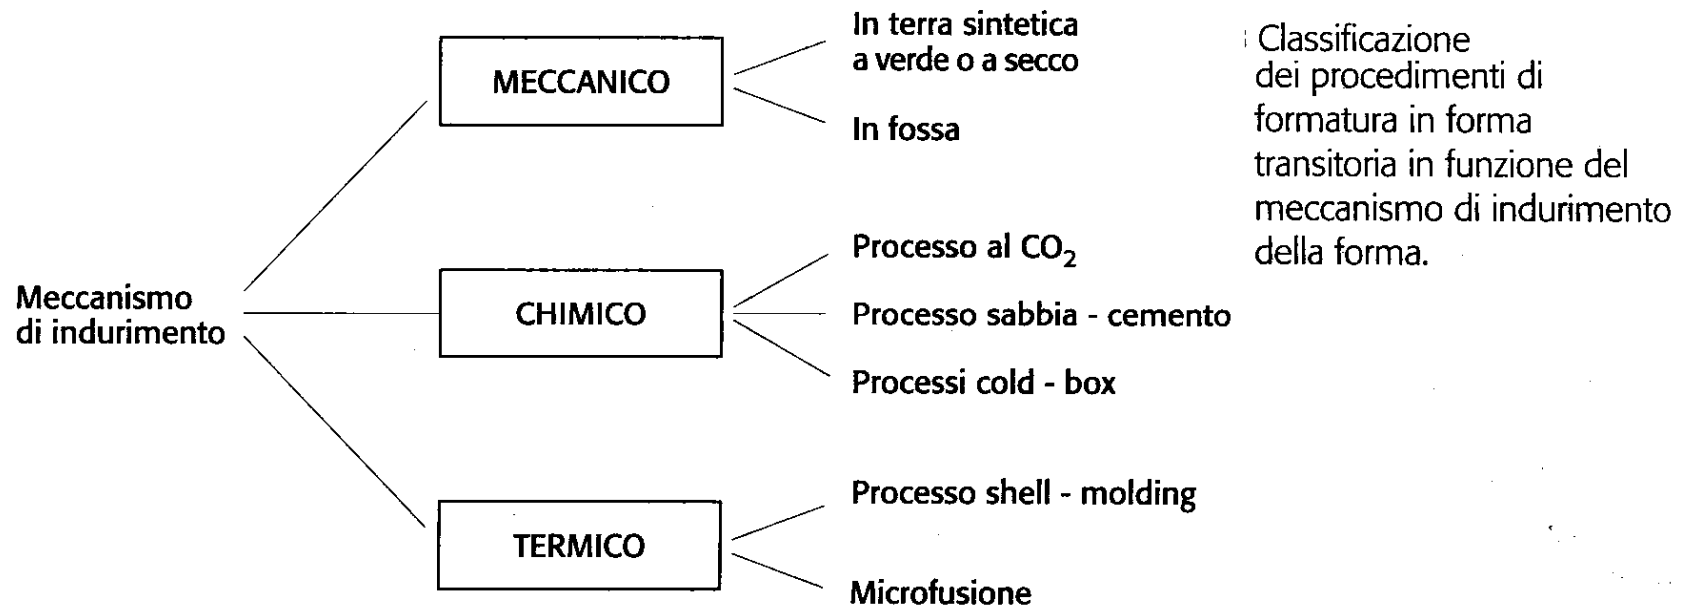 Meccanismo
di indurimento
MECCANICO
In terra sintetica
a verde o a secco
In fossa
CHIMICO
Processo al CO₂
Processo sabbia - cemento
Processi cold - box
TERMICO
Processo shell - molding
Microfusione
Classificazione
dei procedimenti di
formatura in forma
transitoria in funzione del
meccanismo di indurimento
della forma.